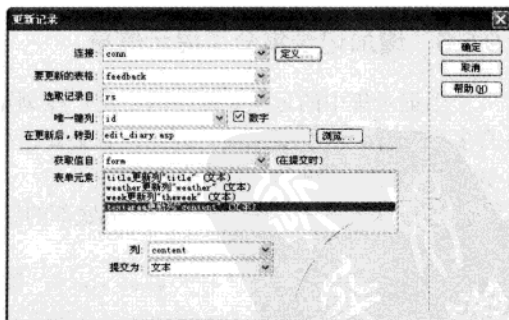 更新记录
连接: conn 定义...
确定
要更新的表格: feedback
取消
选取记录自: rs
帮助(H)
唯一键列: id 数字
在更新后，转到: edit_diary.asp 浏览...
获取值自: form (在提交时)
表单元素: title更新列"title" (文本)
weather更新列"weather" (文本)
week更新列"theweek" (文本)
列: content
提交为: 文本